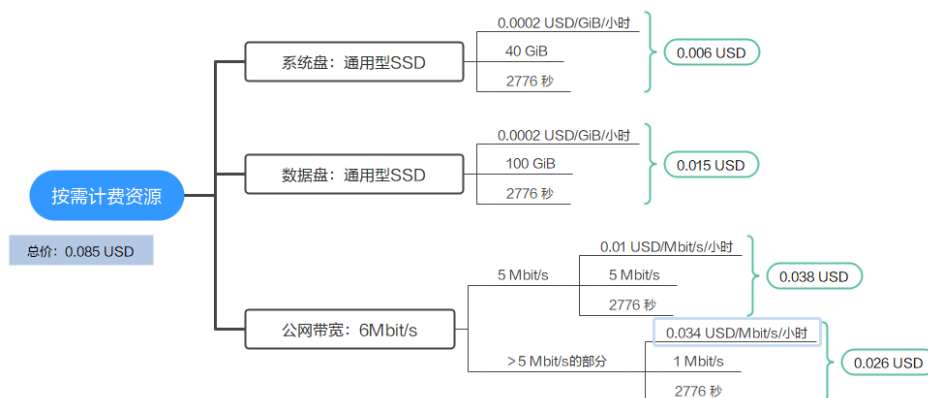 按需计费资源
总价：0.085 USD
系统盘：通用型SSD
0.0002 USD/GiB/小时
40 GiB
2776 秒
0.006 USD
数据盘：通用型SSD
0.0002 USD/GiB/小时
100 GiB
2776 秒
0.015 USD
公网带宽：6Mbit/s
5 Mbit/s
0.01 USD/Mbit/s/小时
5 Mbit/s
2776 秒
0.038 USD
＞5 Mbit/s的部分
0.034 USD/Mbit/s/小时
1 Mbit/s
2776 秒
0.026 USD